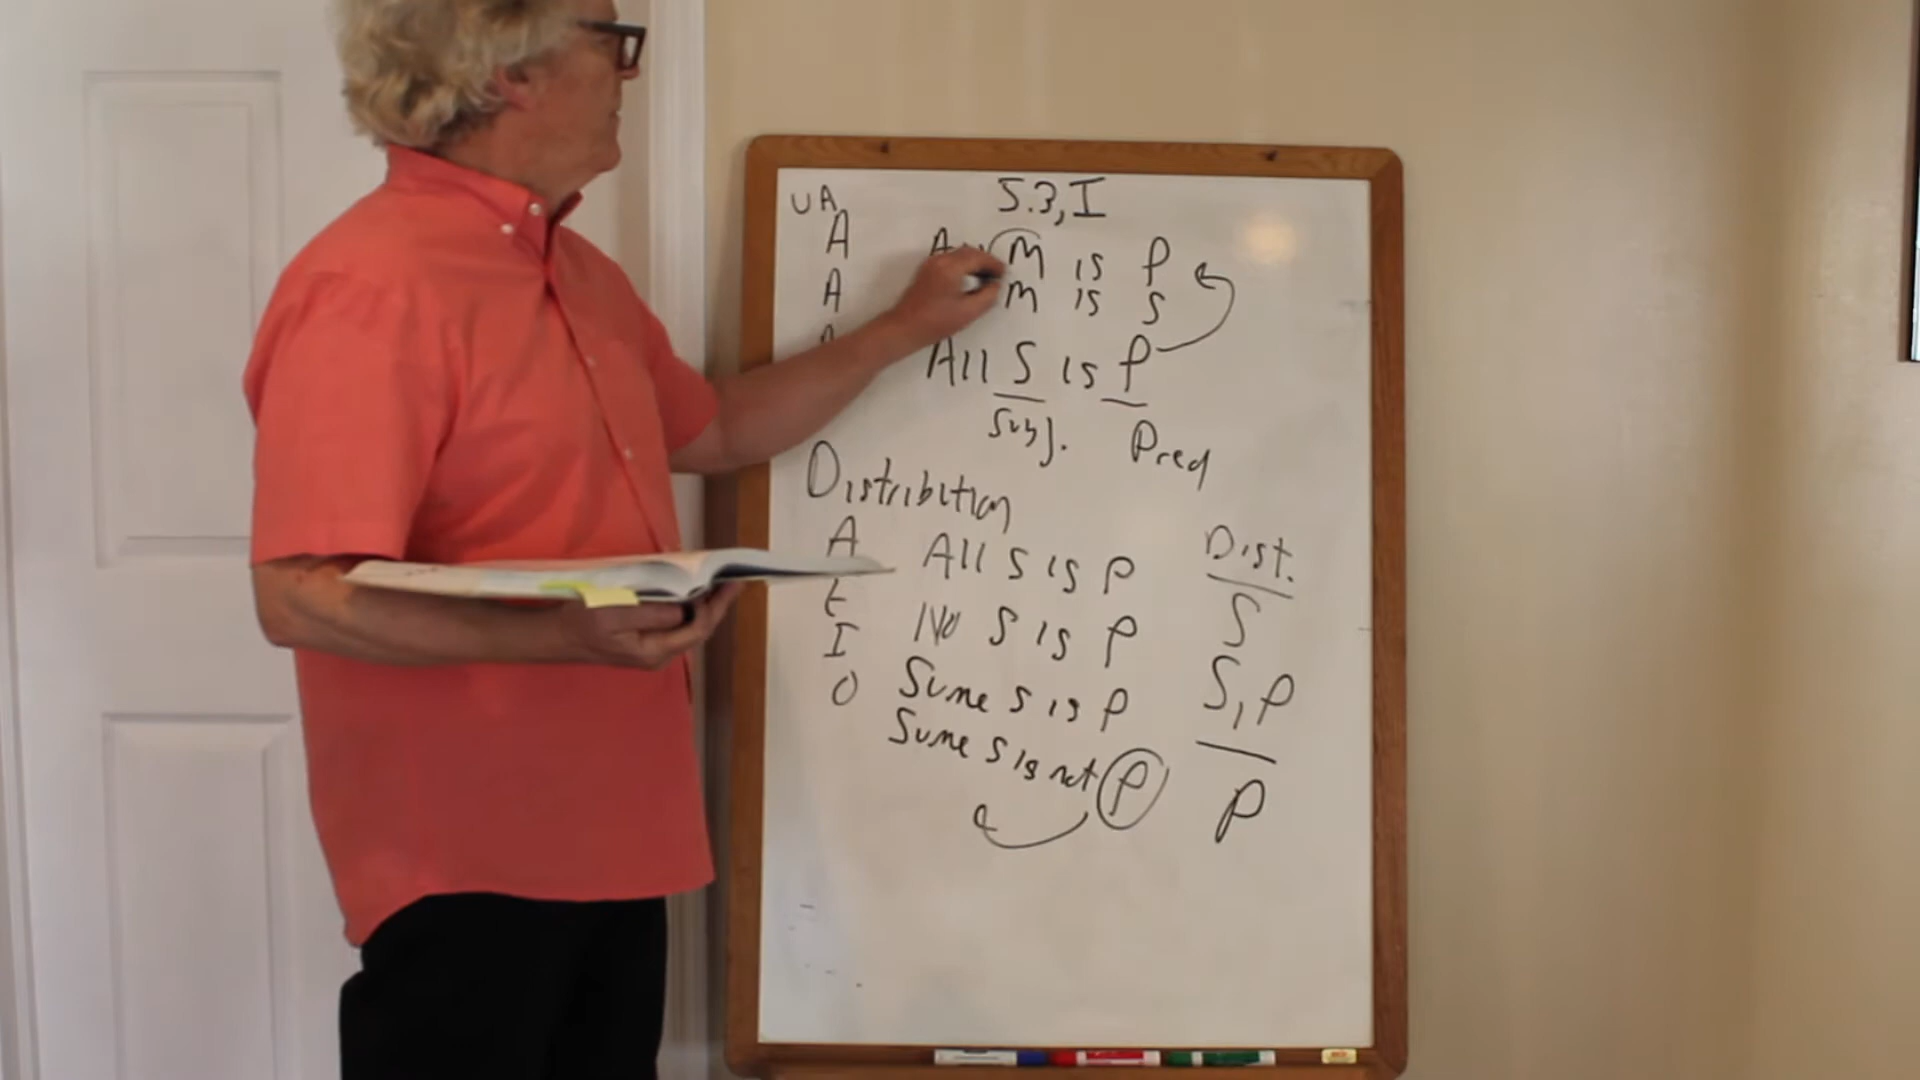 5.3, I
UA
A All M is P
A M is S
A All S is P
Subj. Pred
Distribution
Dist.
A All S is P S
E No S is P S, P
I Some S is P —
O Some S is not P P